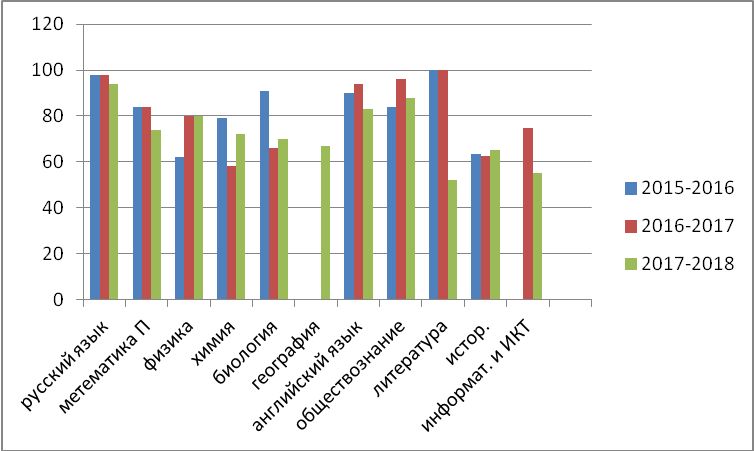 120
100
80
60
40
20
0
русский язык
метематика П
физика
химия
биология
география
английский язык
обществознание
литература
истор.
информат. и ИКТ
2015-2016
2016-2017
2017-2018